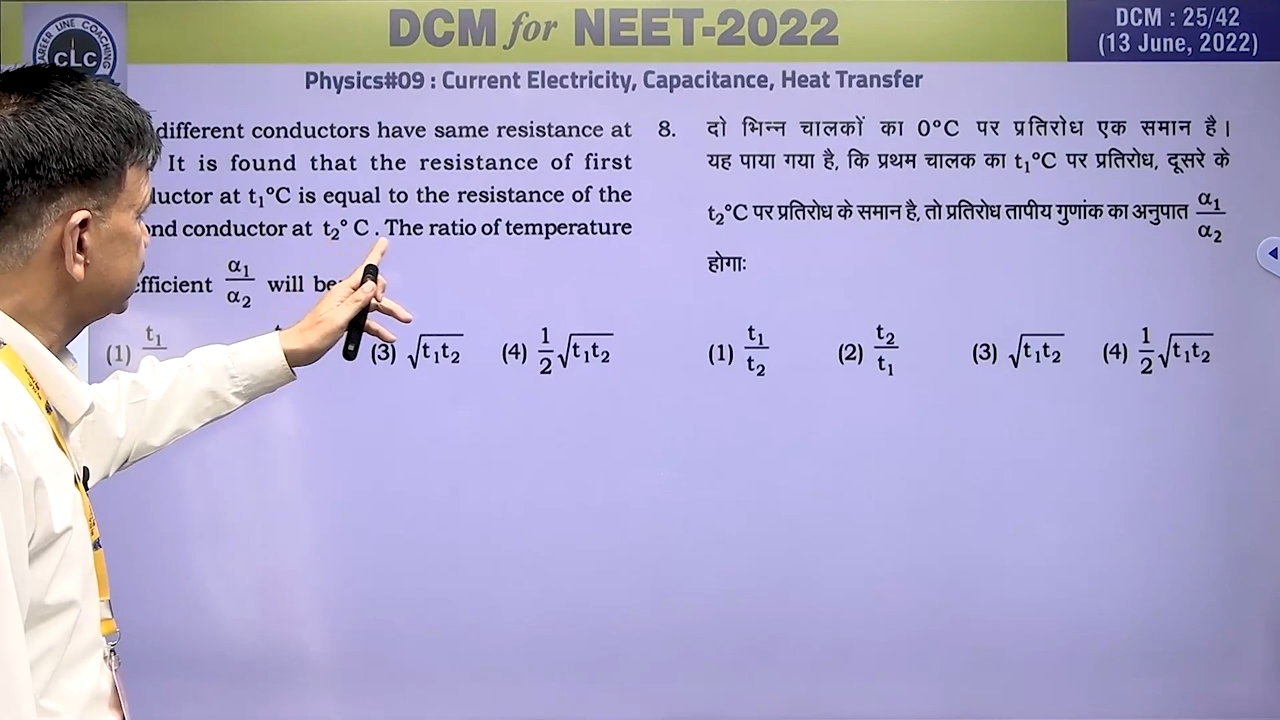 DCM for NEET-2022
DCM : 25/42
(13 June, 2022)
CAREER LINE COACHING
CLC
Physics#09 : Current Electricity, Capacitance, Heat Transfer
different conductors have same resistance at
It is found that the resistance of first
ductor at t₁°C is equal to the resistance of the
nd conductor at t₂° C . The ratio of temperature
efficient α₁/α₂ will be
(1) t₁
(3) √t₁t₂ (4) 1/2 √t₁t₂
8. दो भिन्न चालकों का 0°C पर प्रतिरोध एक समान है।
यह पाया गया है, कि प्रथम चालक का t₁°C पर प्रतिरोध, दूसरे के
t₂°C पर प्रतिरोध के समान है, तो प्रतिरोध तापीय गुणांक का अनुपात α₁/α₂
होगाः
(1) t₁/t₂ (2) t₂/t₁ (3) √t₁t₂ (4) 1/2 √t₁t₂